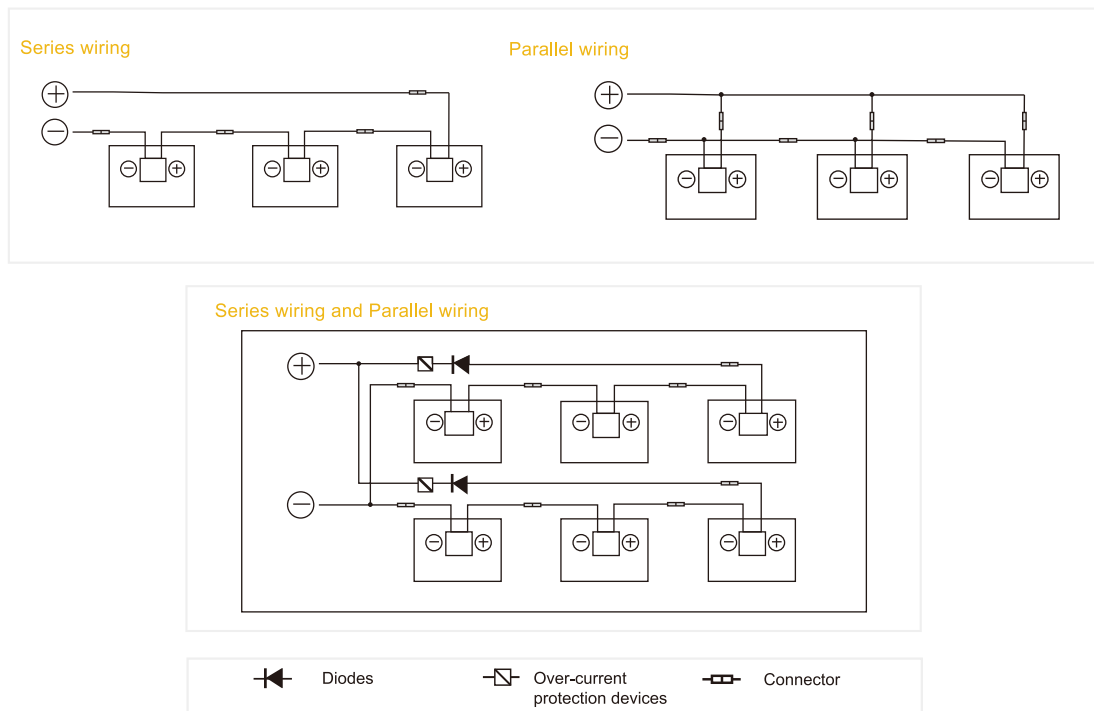 Series wiring
Parallel wiring
Series wiring and Parallel wiring
Diodes
Over-current
protection devices
Connector